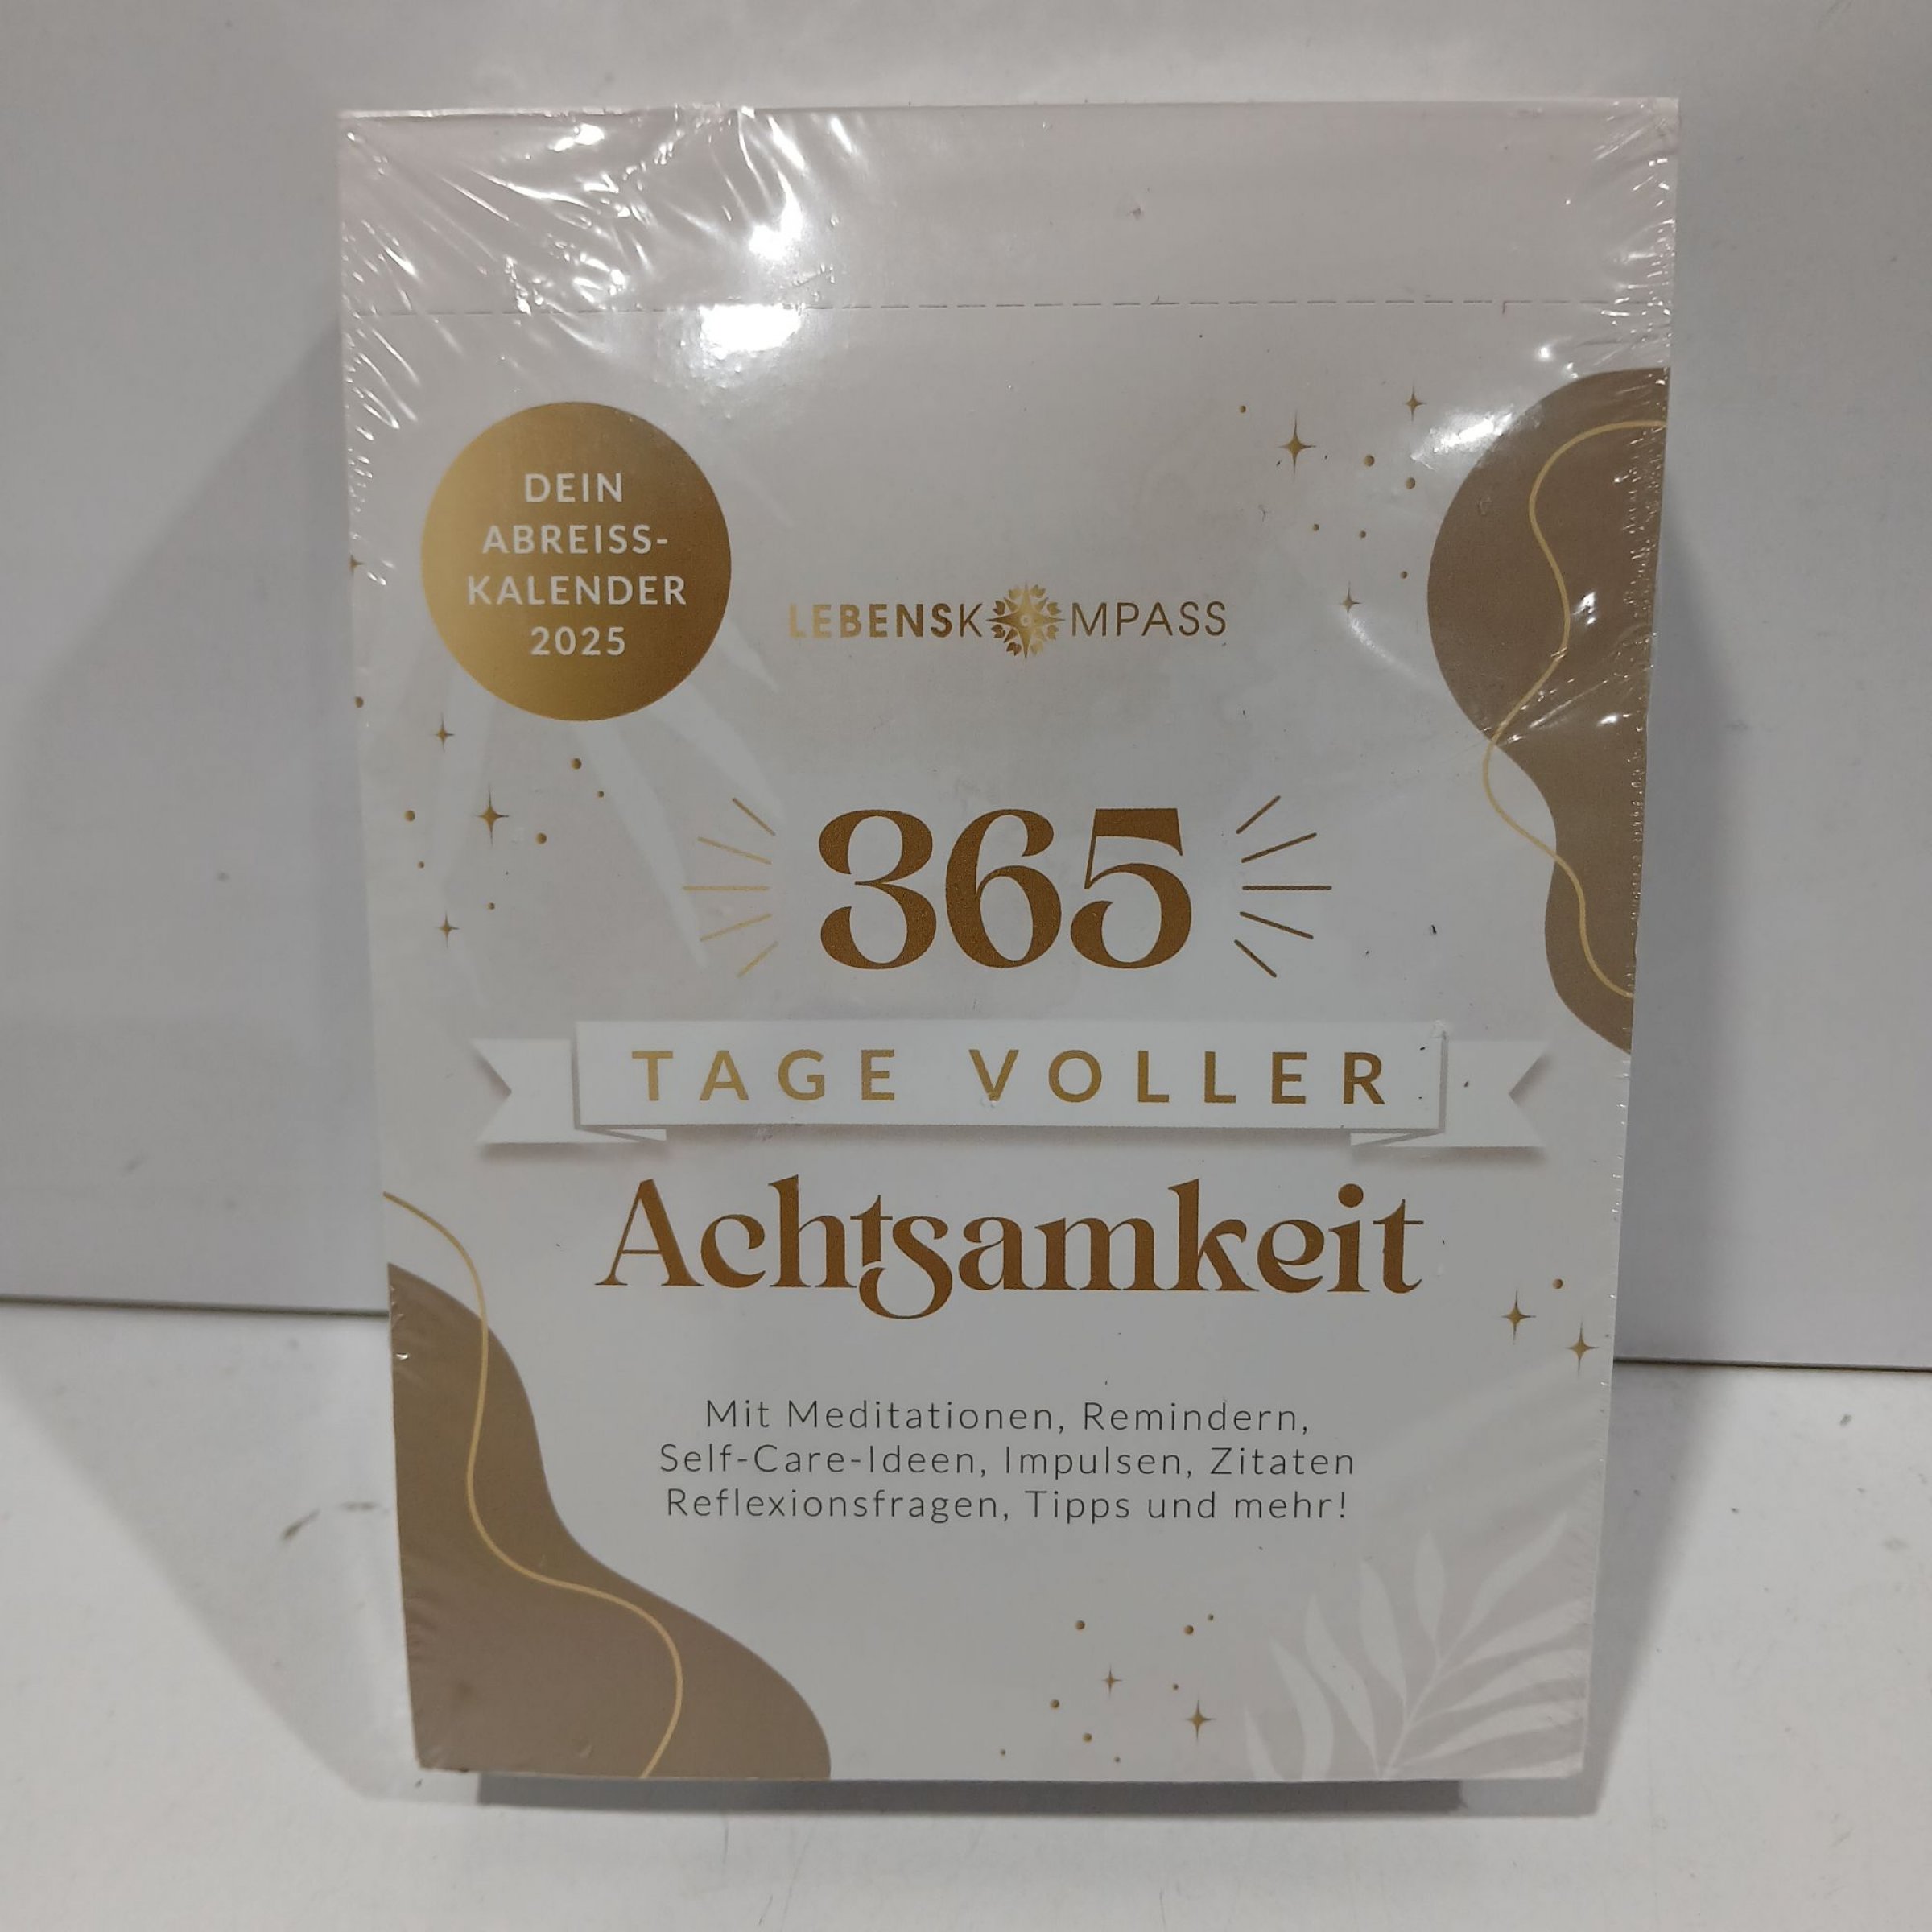 DEIN
ABREISS-
KALENDER
2025
LEBENSKOMPASS
365
TAGE VOLLER
Achtsamkeit
Mit Meditationen, Remindern,
Self-Care-Ideen, Impulsen, Zitaten
Reflexionsfragen, Tipps und mehr!